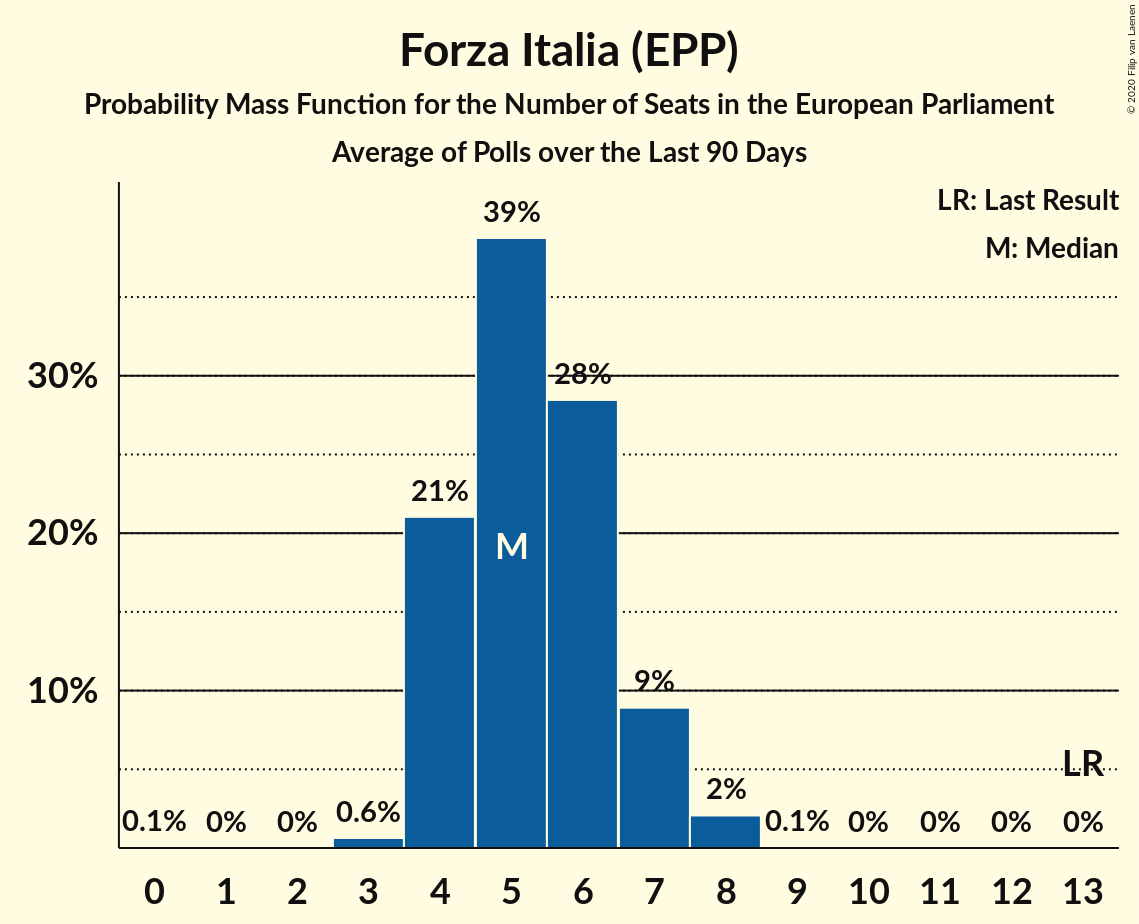 Forza Italia (EPP)
Probability Mass Function for the Number of Seats in the European Parliament
Average of Polls over the Last 90 Days
© 2020 Filip van Laenen
LR: Last Result
M: Median
39%
30%
28%
21%
20%
M
10%
9%
LR
2%
0.1% 0% 0% 0.6% 0.1% 0% 0% 0% 0%
0 1 2 3 4 5 6 7 8 9 10 11 12 13